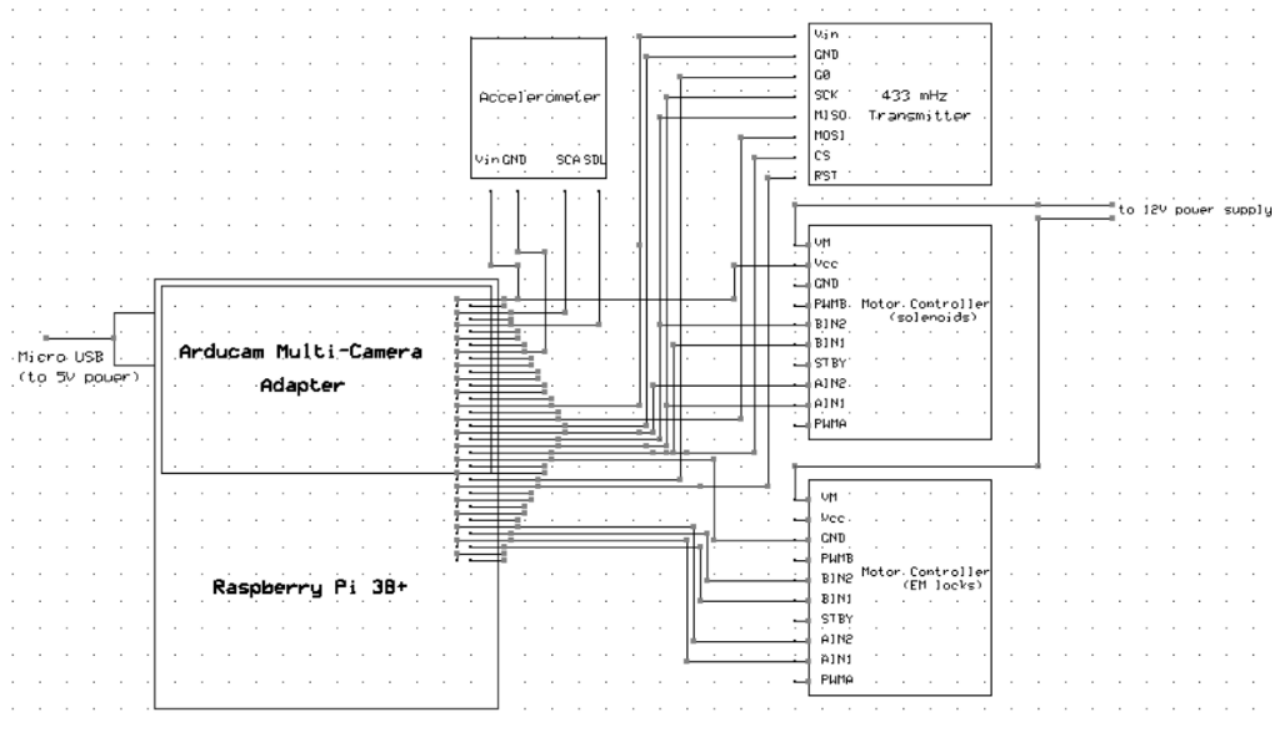 Accelerometer
Vin GND SCA SDL
Vin
GND
G0
SCK
MISO
MOSI
CS
RST
433 mHz
Transmitter
to 12V power supply
VM
Vcc
GND
PWMB
BIN2
BIN1
STBY
AIN2
AIN1
PWMA
Motor Controller
(solenoids)
Micro USB
(to 5V power)
Arducam Multi-Camera
Adapter
Raspberry Pi 3B+
VM
Vcc
GND
PWMB
BIN2
BIN1
STBY
AIN2
AIN1
PWMA
Motor Controller
(EM locks)